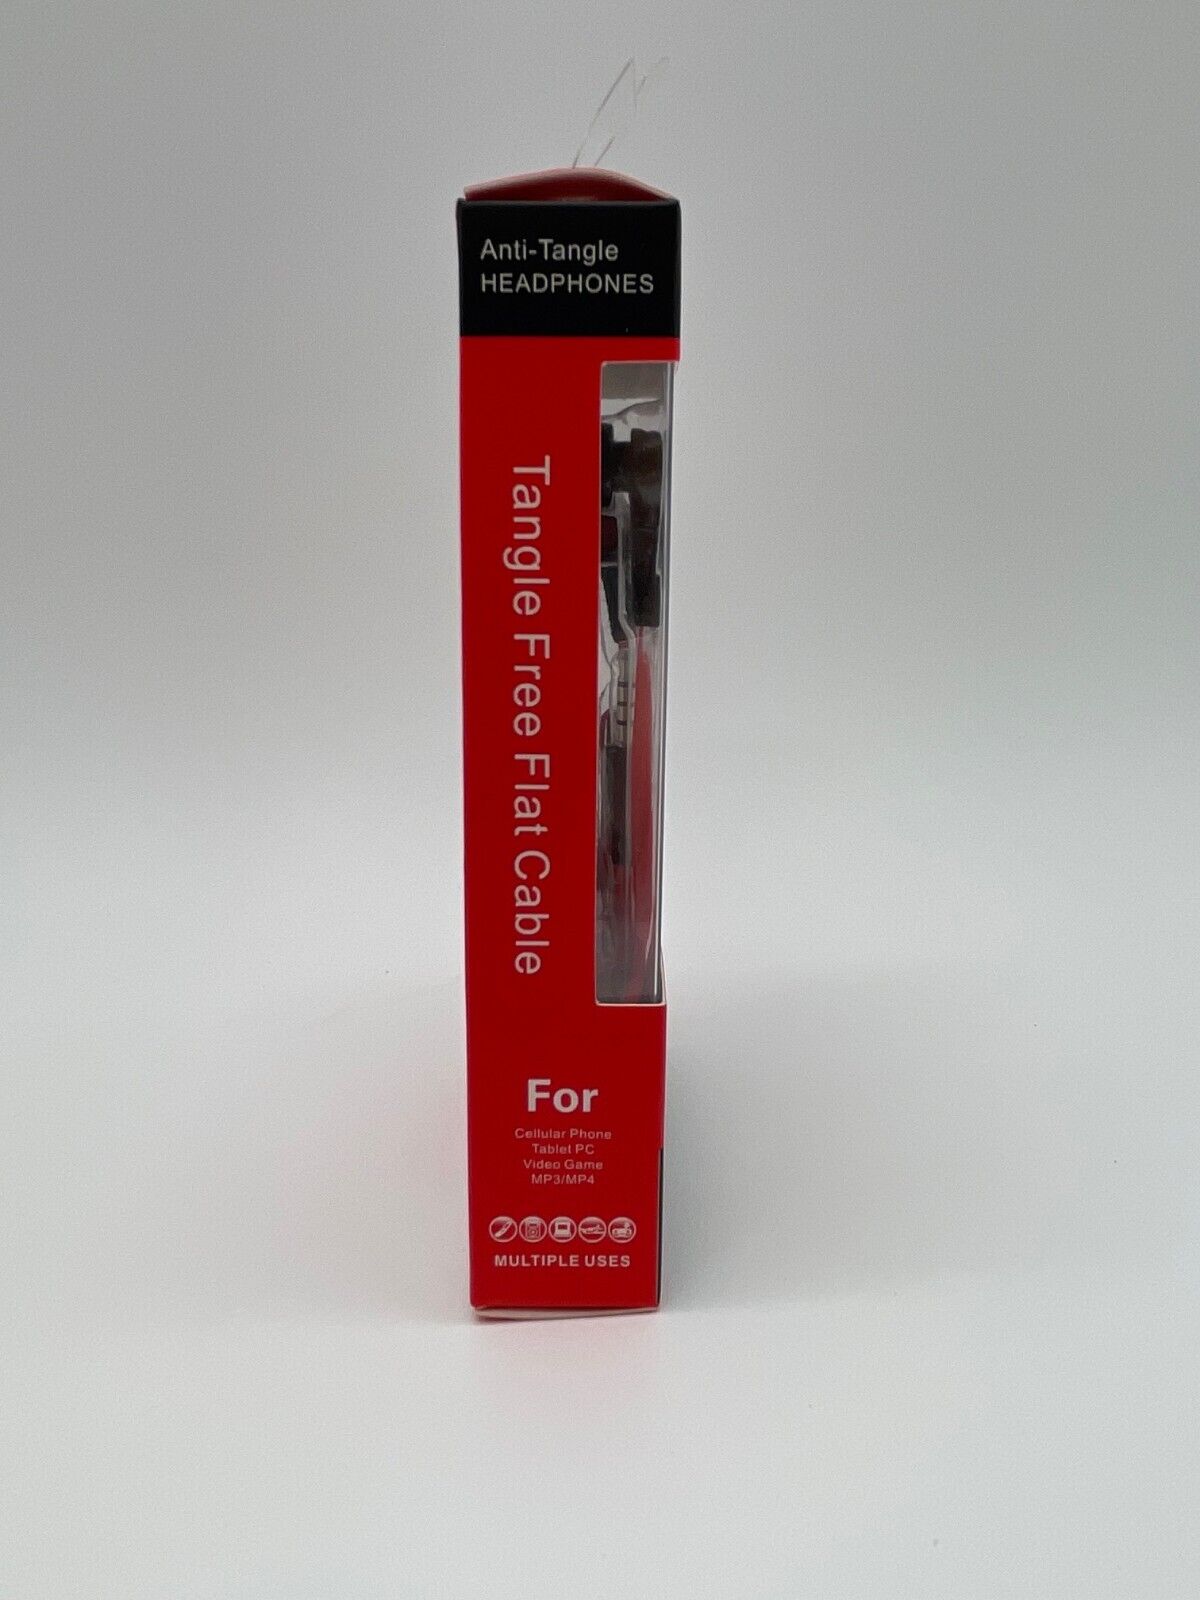 Anti-Tangle
HEADPHONES
Tangle Free Flat Cable
For
Cellular Phone
Tablet PC
Video Game
MP3/MP4
MULTIPLE USES